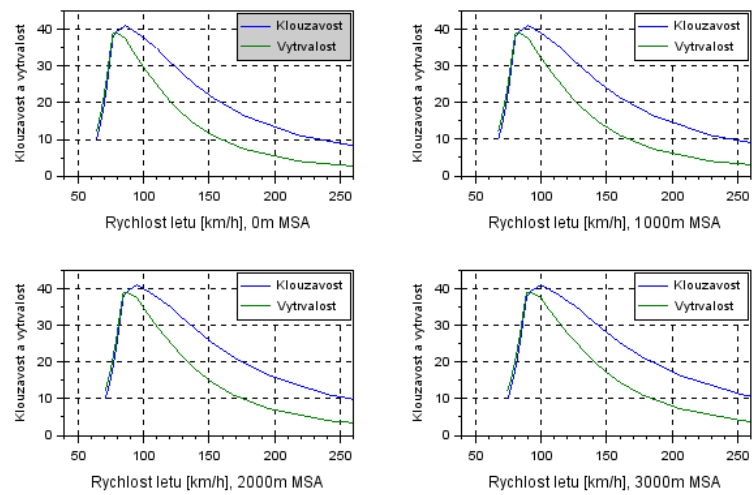 Klouzavost a vytrvalost
40
30
20
10
0
Klouzavost
Vytrvalost
50 100 150 200 250
Rychlost letu [km/h], 0m MSA
Klouzavost a vytrvalost
40
30
20
10
0
Klouzavost
Vytrvalost
50 100 150 200 250
Rychlost letu [km/h], 1000m MSA
Klouzavost a vytrvalost
40
30
20
10
0
Klouzavost
Vytrvalost
50 100 150 200 250
Rychlost letu [km/h], 2000m MSA
Klouzavost a vytrvalost
40
30
20
10
0
Klouzavost
Vytrvalost
50 100 150 200 250
Rychlost letu [km/h], 3000m MSA